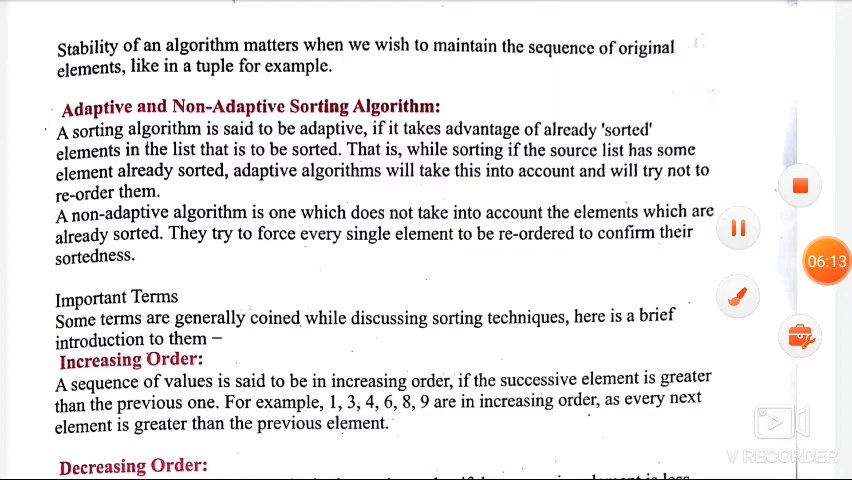 Stability of an algorithm matters when we wish to maintain the sequence of original
elements, like in a tuple for example.
Adaptive and Non-Adaptive Sorting Algorithm:
A sorting algorithm is said to be adaptive, if it takes advantage of already 'sorted'
elements in the list that is to be sorted. That is, while sorting if the source list has some
element already sorted, adaptive algorithms will take this into account and will try not to
re-order them.
A non-adaptive algorithm is one which does not take into account the elements which are
already sorted. They try to force every single element to be re-ordered to confirm their
sortedness.
Important Terms
Some terms are generally coined while discussing sorting techniques, here is a brief
introduction to them –
Increasing Order:
A sequence of values is said to be in increasing order, if the successive element is greater
than the previous one. For example, 1, 3, 4, 6, 8, 9 are in increasing order, as every next
element is greater than the previous element.
Decreasing Order:
06:13
V RECORDER